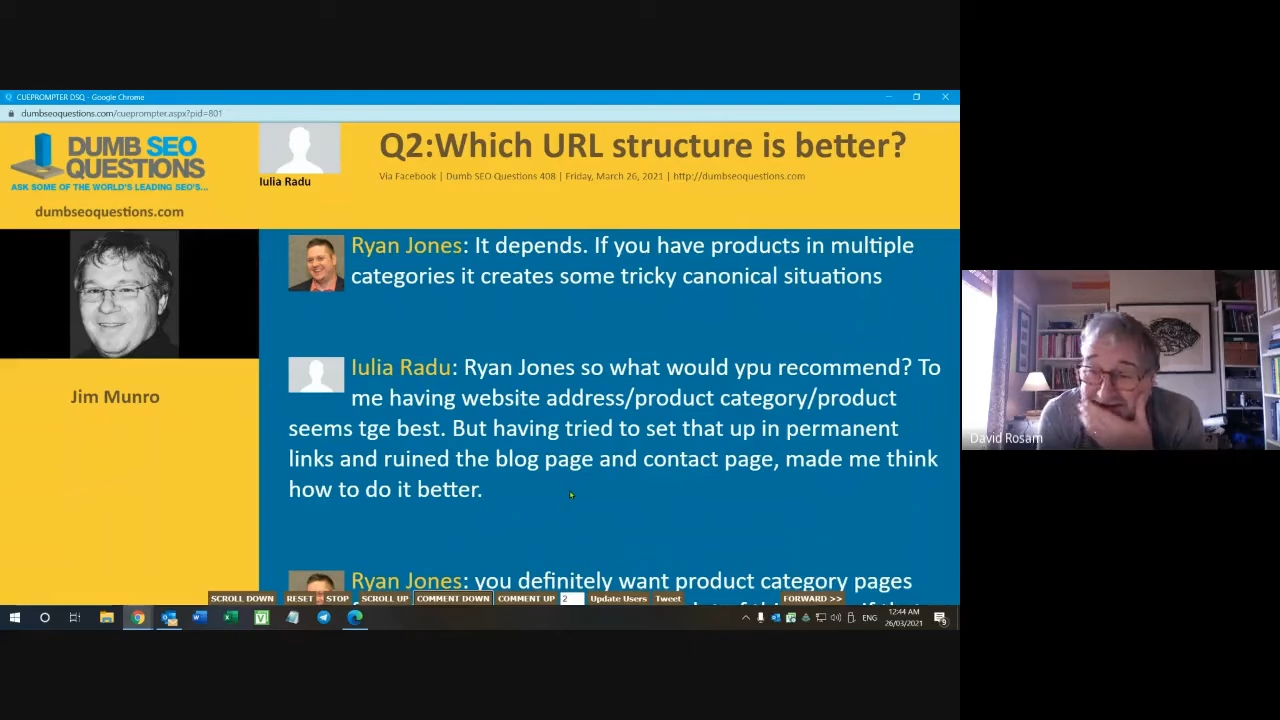 CUEPROMPTER DSQ - Google Chrome
dumbseoquestions.com/cueprompter.aspx?pid=801
DUMB SEO
QUESTIONS
ASK SOME OF THE WORLD'S LEADING SEO'S...
dumbseoquestions.com
Iulia Radu
Q2:Which URL structure is better?
Via Facebook | Dumb SEO Questions 408 | Friday, March 26, 2021 | http://dumbseoquestions.com
Jim Munro
Ryan Jones: It depends. If you have products in multiple
categories it creates some tricky canonical situations
Iulia Radu: Ryan Jones so what would ypu recommend? To
me having website address/product category/product
seems tge best. But having tried to set that up in permanent
links and ruined the blog page and contact page, made me think
how to do it better.
Ryan Jones: you definitely want product category pages
SCROLL DOWN RESET STOP SCROLL UP COMMENT DOWN COMMENT UP 2 Update Users Tweet FORWARD >>
ENG
12:44 AM
26/03/2021
David Rosam